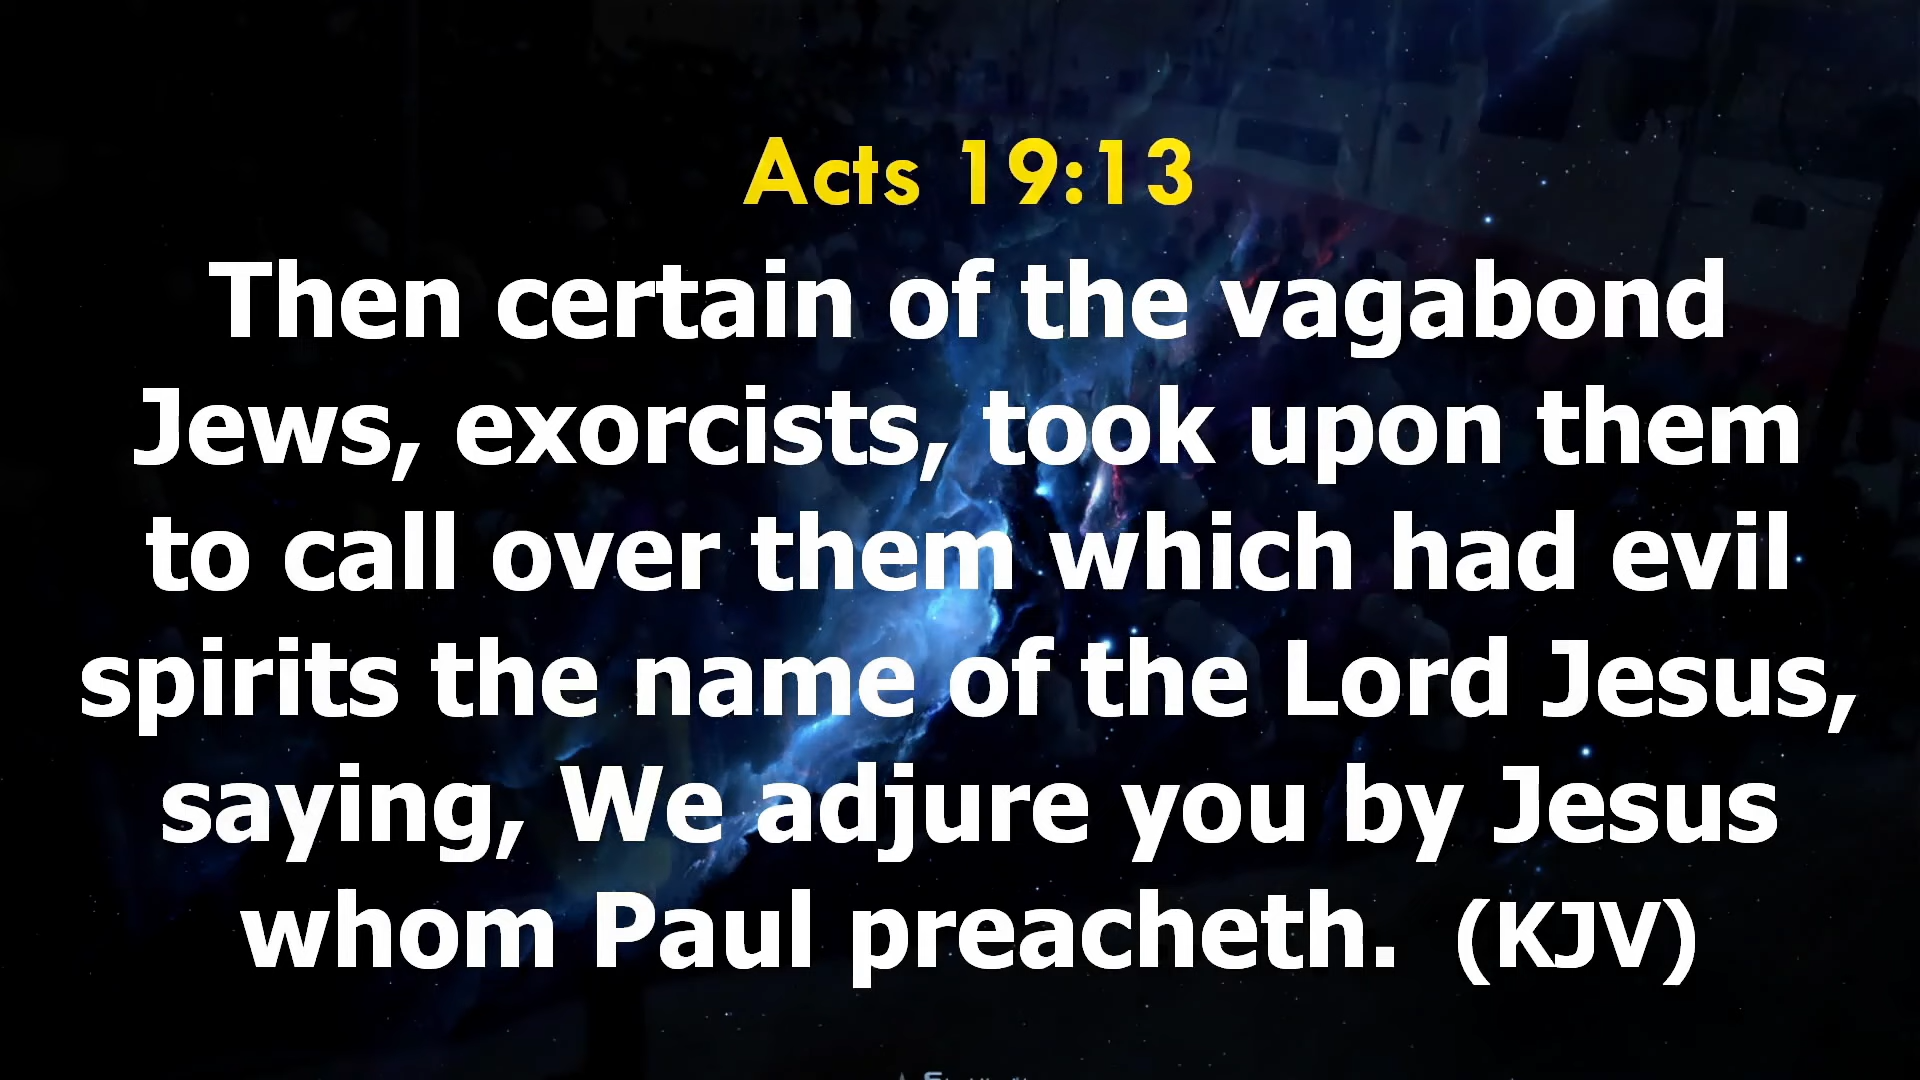 Acts 19:13
Then certain of the vagabond
Jews, exorcists, took upon them
to call over them which had evil
spirits the name of the Lord Jesus,
saying, We adjure you by Jesus
whom Paul preacheth.  (KJV)